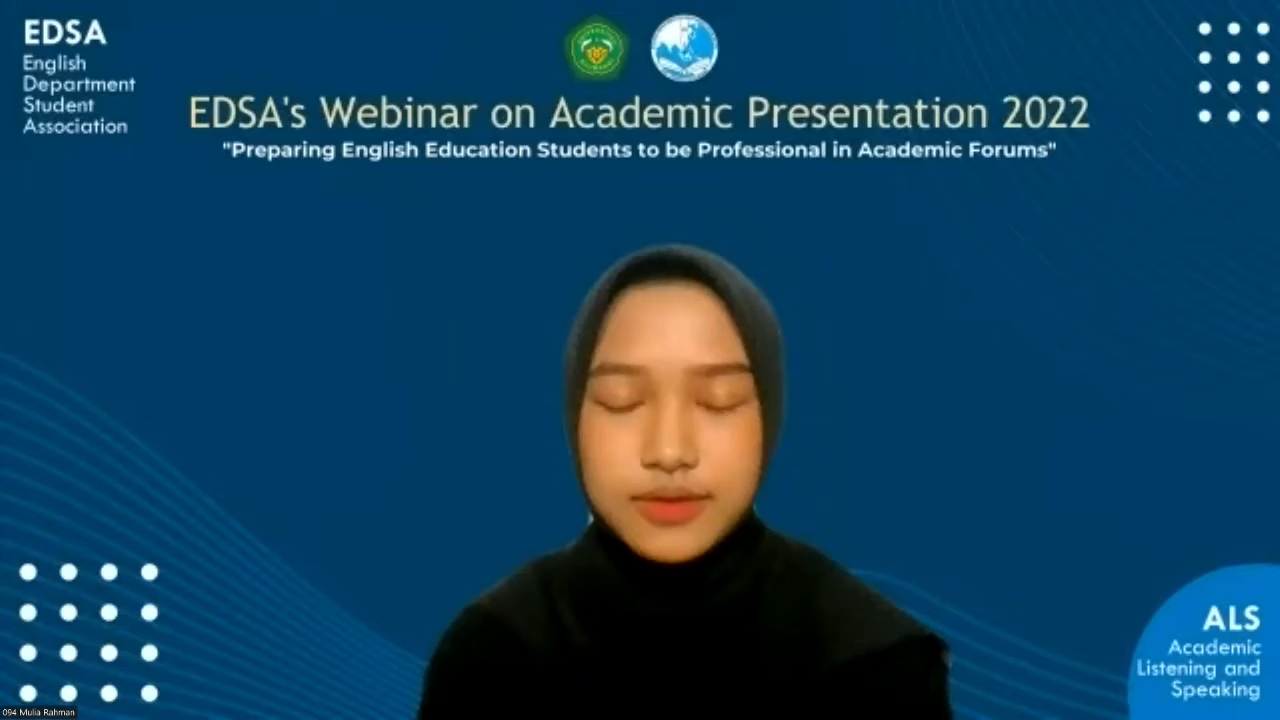 EDSA
English
Department
Student
Association
EDSA's Webinar on Academic Presentation 2022
"Preparing English Education Students to be Professional in Academic Forums"
ALS
Academic
Listening and
Speaking
094 Mulia Rahman